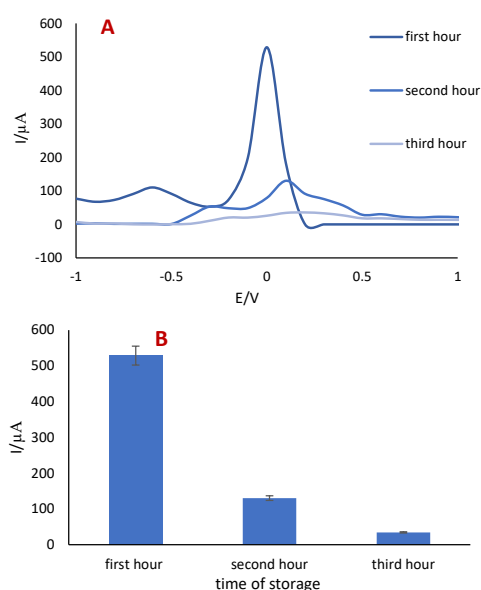 A
600
500
400
300
200
100
0
-100
I/µA
-1
-0.5
0
0.5
1
E/V
first hour
second hour
third hour
B
600
500
400
300
200
100
0
I/µA
first hour
second hour
third hour
time of storage